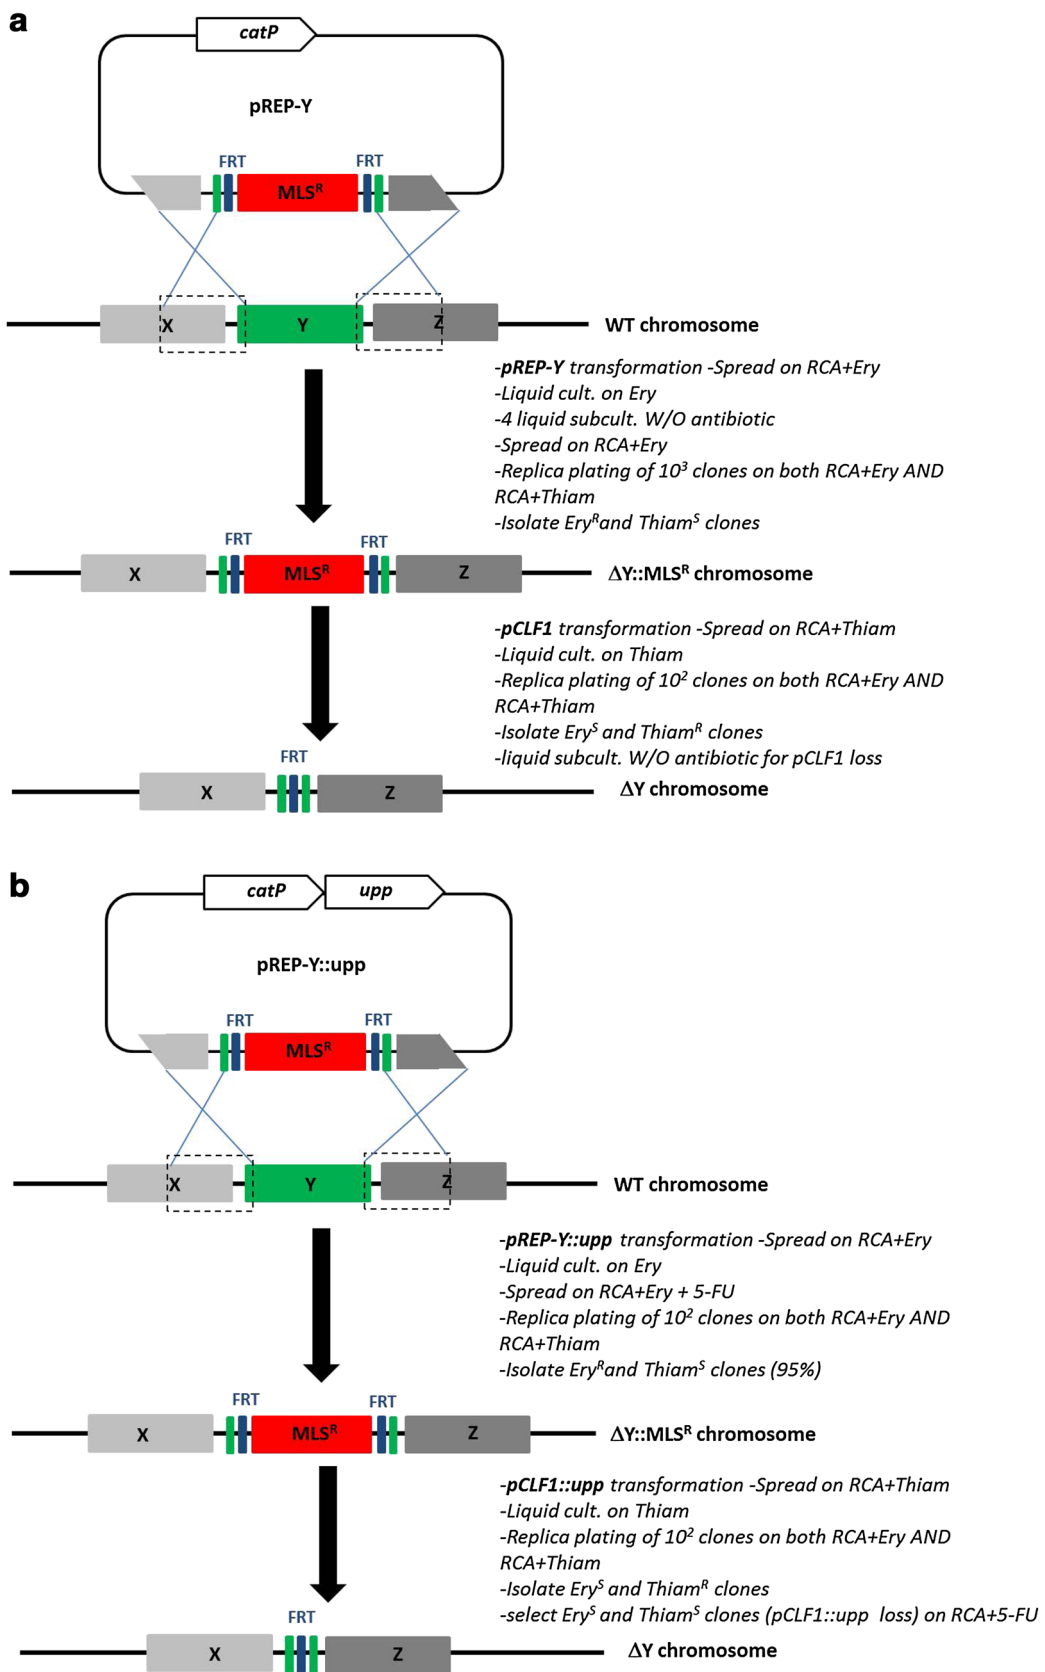 a
catP
pREP-Y
FRT FRT
MLSᴿ
X Y Z WT chromosome
-pREP-Y transformation -Spread on RCA+Ery
-Liquid cult. on Ery
-4 liquid subcult. W/O antibiotic
-Spread on RCA+Ery
-Replica plating of 10³ clones on both RCA+Ery AND
RCA+Thiam
-Isolate Eryᴿand Thiamˢ clones
FRT FRT
X MLSᴿ Z ΔY::MLSᴿ chromosome
-pCLF1 transformation -Spread on RCA+Thiam
-Liquid cult. on Thiam
-Replica plating of 10² clones on both RCA+Ery AND
RCA+Thiam
-Isolate Eryˢ and Thiamᴿ clones
-liquid subcult. W/O antibiotic for pCLF1 loss
FRT
X Z ΔY chromosome
b
catP upp
pREP-Y::upp
FRT FRT
MLSᴿ
X Y Z WT chromosome
-pREP-Y::upp transformation -Spread on RCA+Ery
-Liquid cult. on Ery
-Spread on RCA+Ery + 5-FU
-Replica plating of 10² clones on both RCA+Ery AND
RCA+Thiam
-Isolate Eryᴿand Thiamˢ clones (95%)
FRT FRT
X MLSᴿ Z ΔY::MLSᴿ chromosome
-pCLF1::upp transformation -Spread on RCA+Thiam
-Liquid cult. on Thiam
-Replica plating of 10² clones on both RCA+Ery AND
RCA+Thiam
-Isolate Eryˢ and Thiamᴿ clones
-select Eryˢ and Thiamˢ clones (pCLF1::upp loss) on RCA+5-FU
FRT
X Z ΔY chromosome